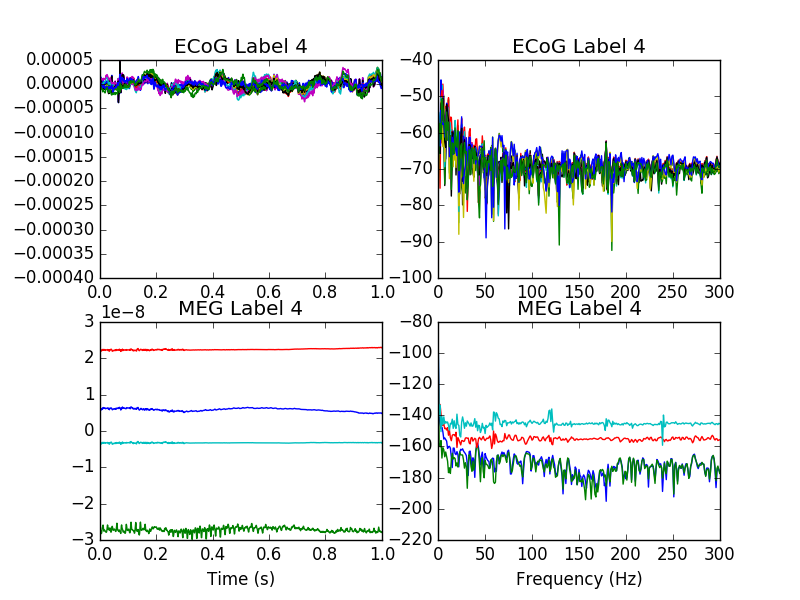 ECoG Label 4
0.00005
0.00000
−0.00005
−0.00010
−0.00015
−0.00020
−0.00025
−0.00030
−0.00035
−0.00040
0.0 0.2 0.4 0.6 0.8 1.0
ECoG Label 4
−40
−50
−60
−70
−80
−90
−100
0 50 100 150 200 250 300
MEG Label 4
1e−8
3
2
1
0
−1
−2
−3
0.0 0.2 0.4 0.6 0.8 1.0
Time (s)
MEG Label 4
−80
−100
−120
−140
−160
−180
−200
−220
0 50 100 150 200 250 300
Frequency (Hz)